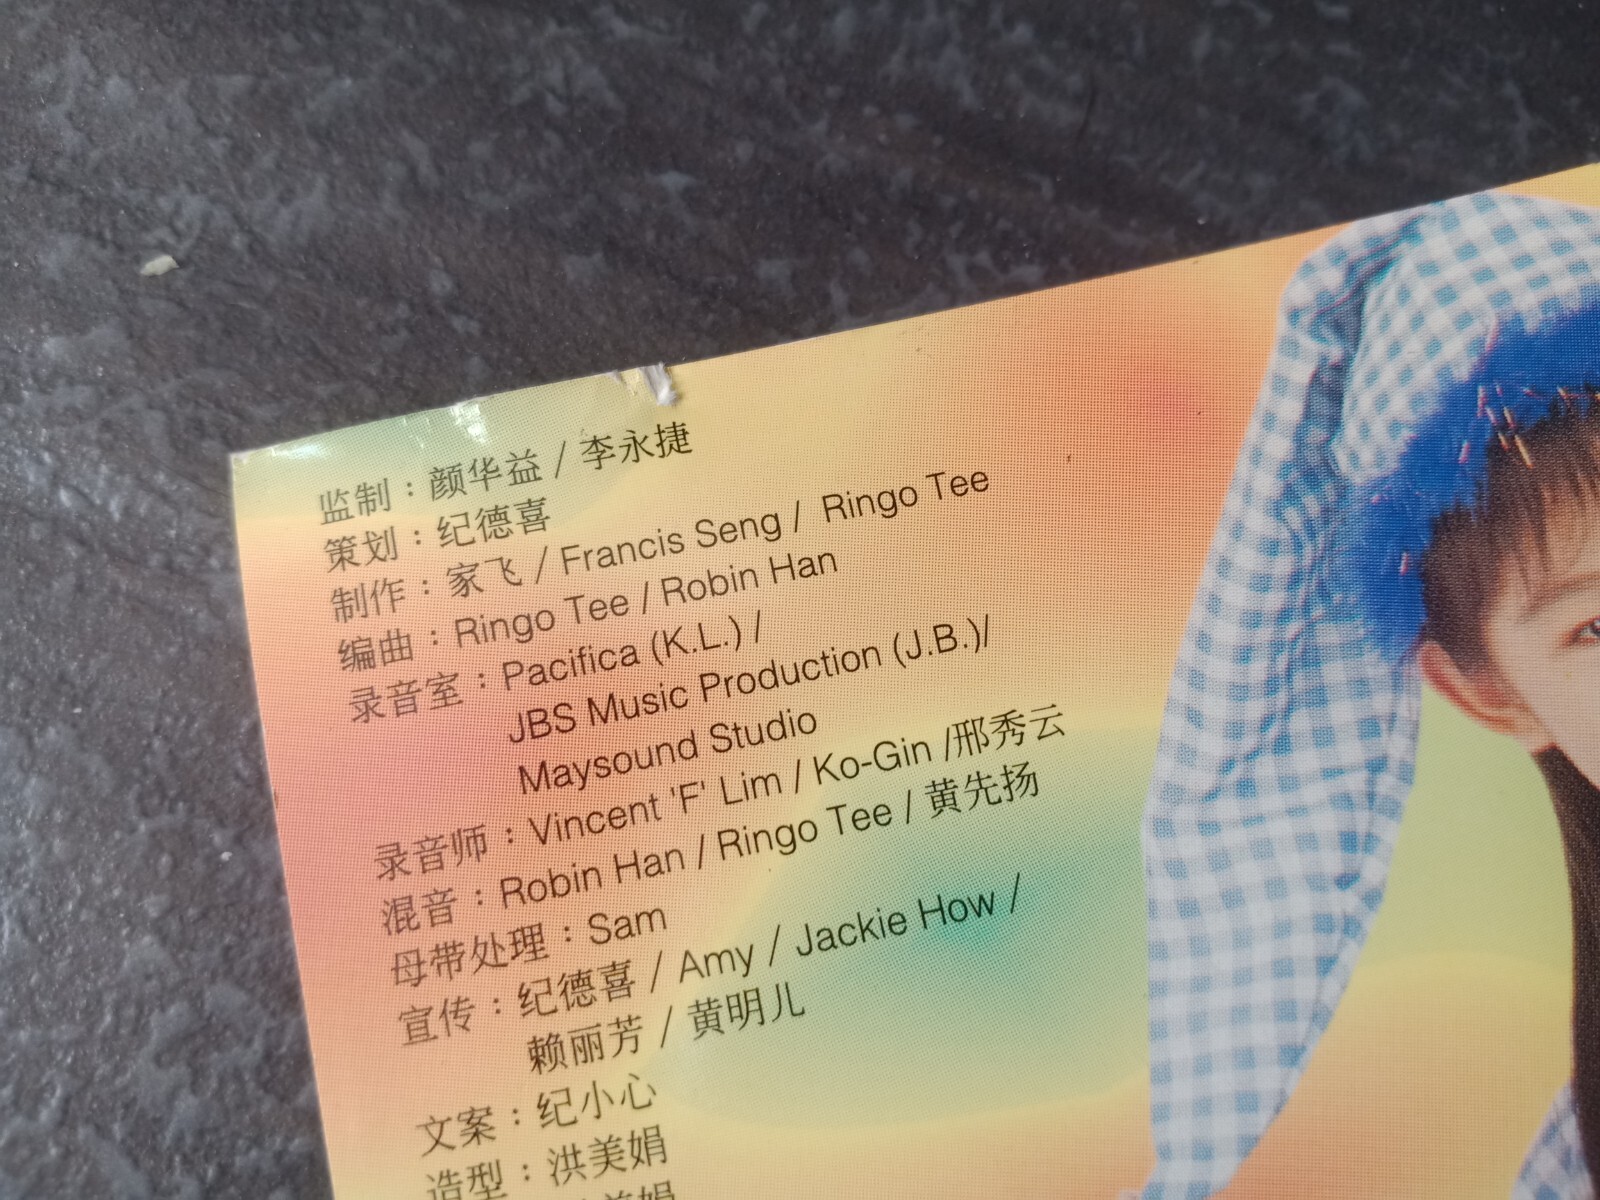 监制：颜华益 / 李永捷
策划：纪德喜
制作：家飞 / Francis Seng / Ringo Tee
编曲：Ringo Tee / Robin Han
录音室：Pacifica (K.L.) /
JBS Music Production (J.B.)/
Maysound Studio
录音师：Vincent 'F' Lim / Ko-Gin /邢秀云
混音：Robin Han / Ringo Tee / 黄先扬
母带处理：Sam
宣传：纪德喜 / Amy / Jackie How /
赖丽芳 / 黄明儿
文案：纪小心
造型：洪美娟